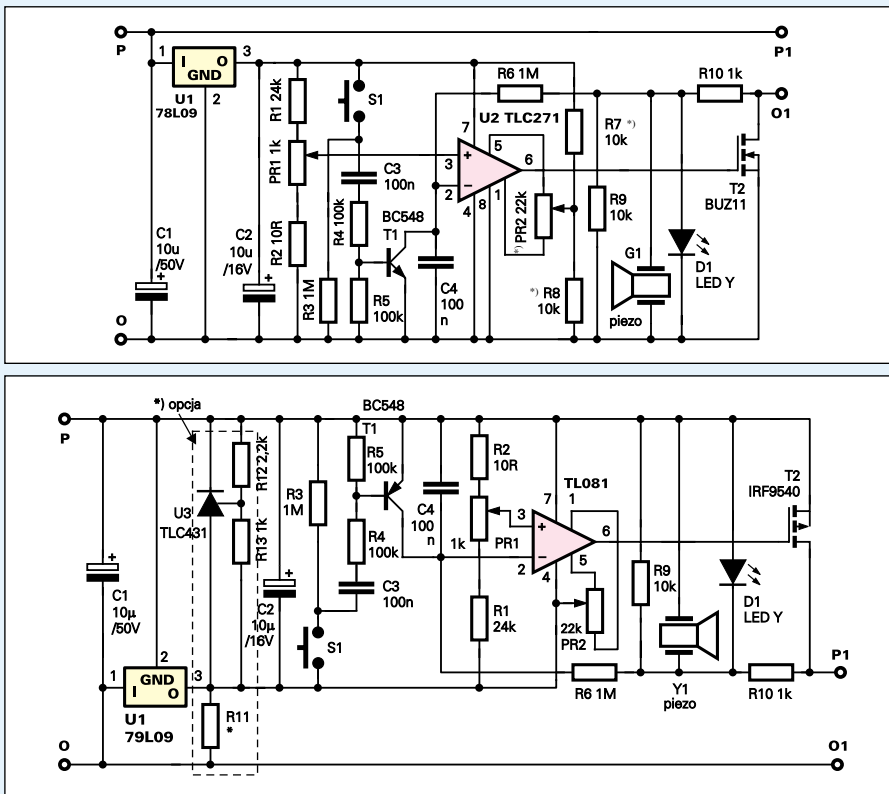 P
P1
1
I
O
3
GND
2
U1
78L09
R1 24k
S1
PR1 1k
R2 10R
C1
10u
/50V
+
C2
10u
/16V
+
R3 1M
C3
100n
R4 100k
BC548
T1
R5
100k
C4
100
n
R6 1M
U2 TLC271
7
3
+
2
−
5
6
1
4
8
*) PR2 22k
R7 *)
10k
*) R8
10k
R9
10k
G1
piezo
D1
LED Y
R10 1k
O1
T2
BUZ11
O
*) opcja
P
C1
10µ
/50V
+
U3
TLC431
R12 2,2k
R13 1k
C2
10µ
/16V
+
R3
1M
BC548
T1
R5
100k
R4
100k
C3
100n
S1
C4
100
n
R2
10R
1k
PR1
R1
24k
TL081
7
1
3
+
6
2
−
4
5
22k
PR2
R9
10k
T2
IRF9540
D1
LED Y
Y1
piezo
R6 1M
R10 1k
P1
1
2
GND
I
O
3
U1
79L09
R11
*
O
O1